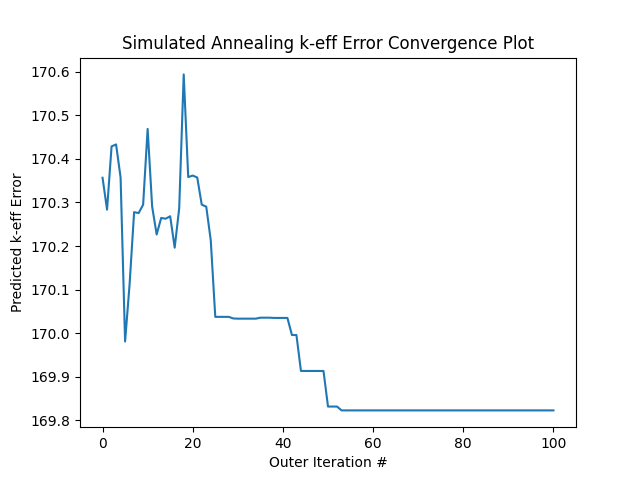 Simulated Annealing k-eff Error Convergence Plot
170.6
170.5
170.4
170.3
170.2
170.1
170.0
169.9
169.8
Predicted k-eff Error
0 20 40 60 80 100
Outer Iteration #